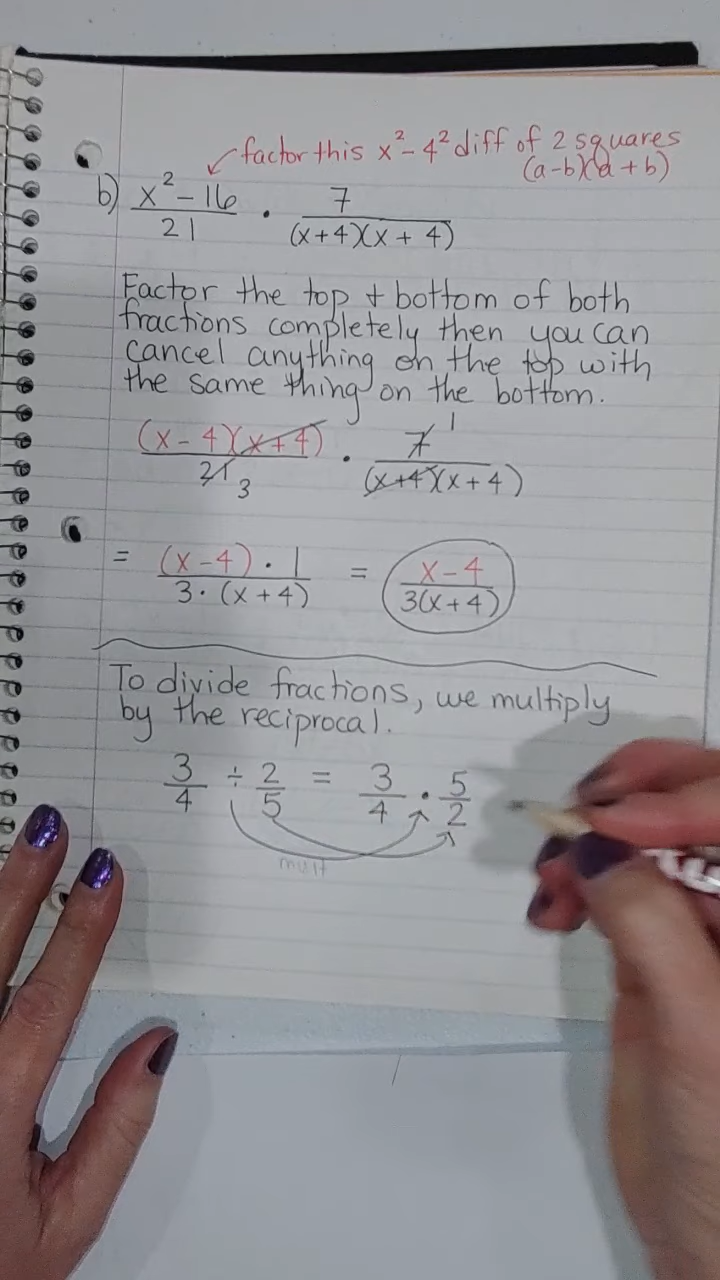 factor this x² - 4² diff of 2 squares
(a-b)(a+b)
b) x² - 16 / 21 · 7 / (x+4)(x + 4)
Factor the top + bottom of both
fractions completely then you can
cancel anything on the top with
the same thing on the bottom.
(x - 4)(x+4) / 21 3 · 7 1 / (x+4)(x + 4)
= (x - 4) · 1 / 3 · (x + 4) = x - 4 / 3(x + 4)
To divide fractions, we multiply
by the reciprocal.
3/4 ÷ 2/5 = 3/4 · 5/2
mult